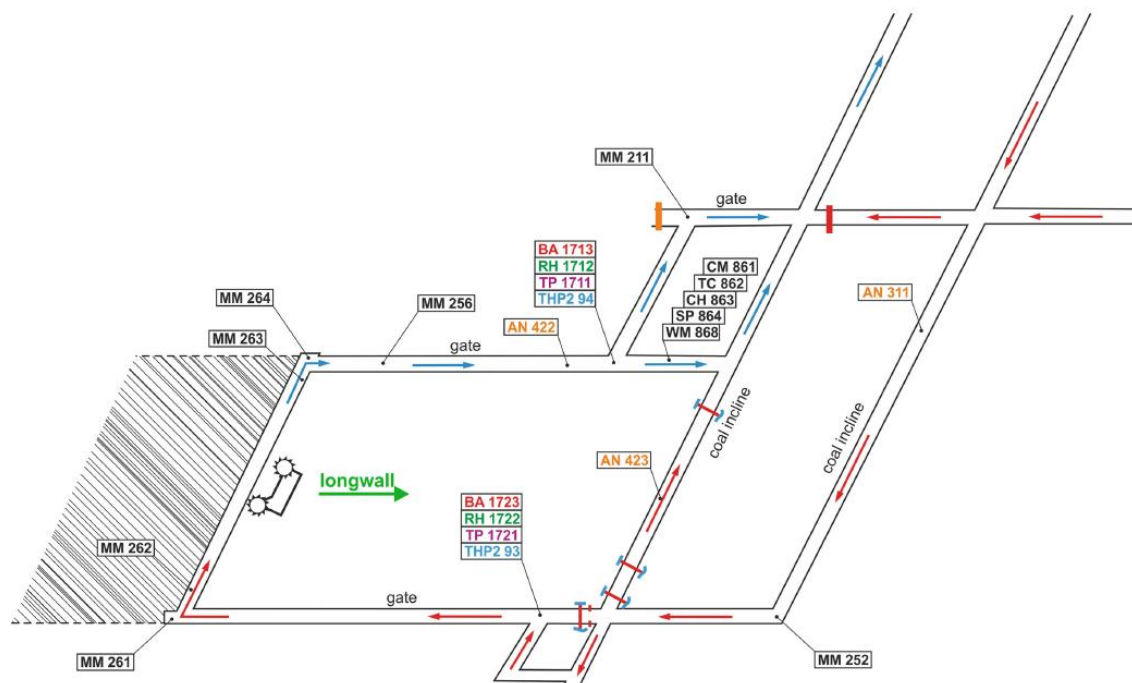 MM 211
gate
BA 1713
RH 1712
TP 1711
THP2 94
CM 861
TC 862
CH 863
SP 864
WM 868
AN 311
MM 264
MM 256
MM 263
AN 422
gate
coal incline
coal incline
AN 423
longwall
BA 1723
RH 1722
TP 1721
THP2 93
MM 262
gate
MM 261
MM 252